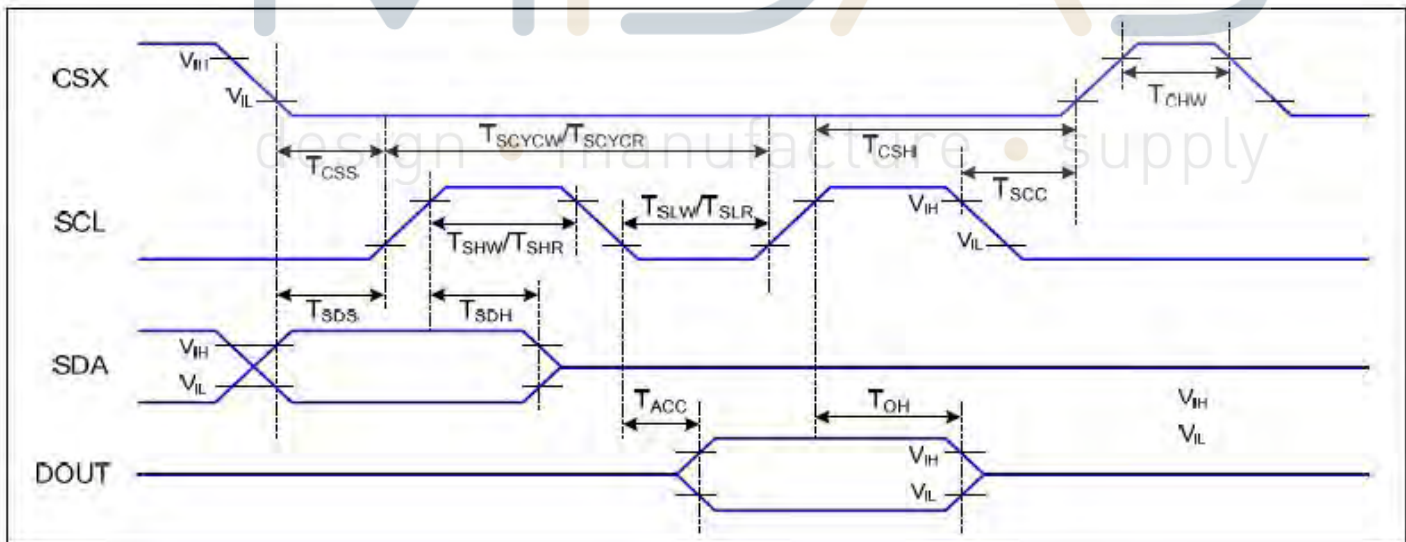 MIDAS
design • manufacture • supply
CSX
VIH
VIL
TCHW
TSCYCW/TSCYCR
TCSS
TCSH
TSCC
SCL
TSLW/TSLR
VIH
TSHW/TSHR
VIL
TSDS
TSDH
SDA
VIH
VIL
TACC
TOH
VIH
VIL
DOUT
VIH
VIL